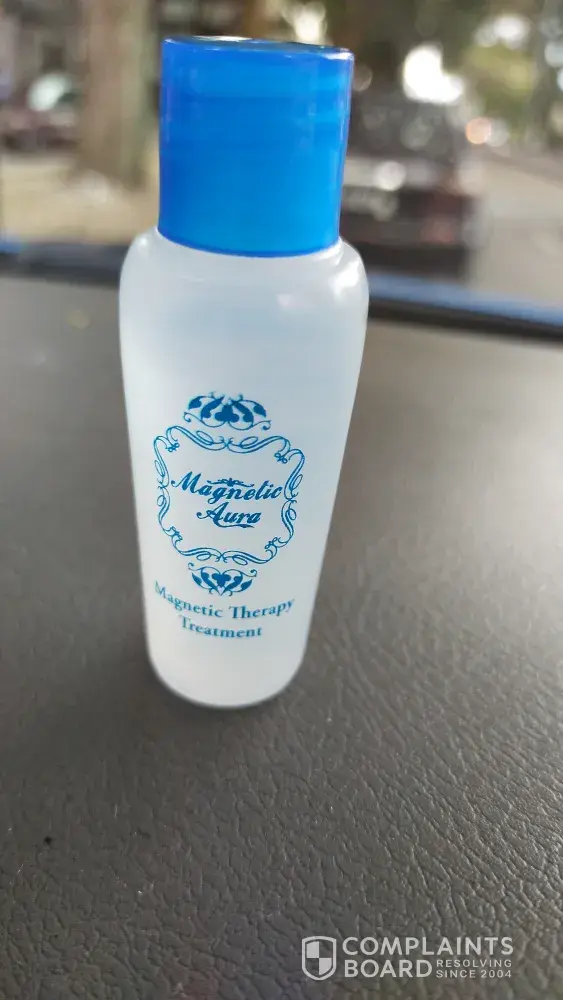 Magnetic
Aura
Magnetic Therapy
Treatment
COMPLAINTS
BOARD RESOLVING
SINCE 2004